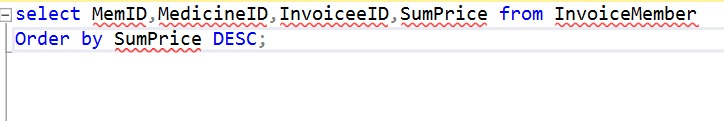 select MemID,MedicineID,InvoiceeID,SumPrice from InvoiceMember
Order by SumPrice DESC;